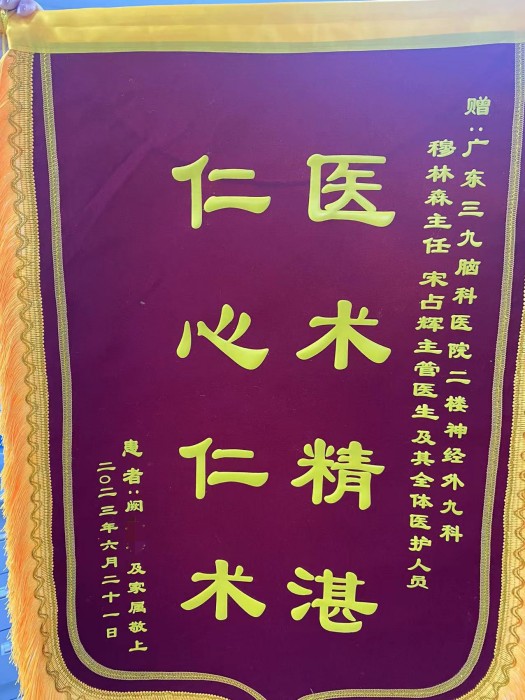 赠:广东三九脑科医院二楼神经外九科
穆林森主任 宋占辉主管医生 及其全体医护人员
医术精湛
仁心仁术
患者:阙 及家属敬上
二〇二三年六月二十一日